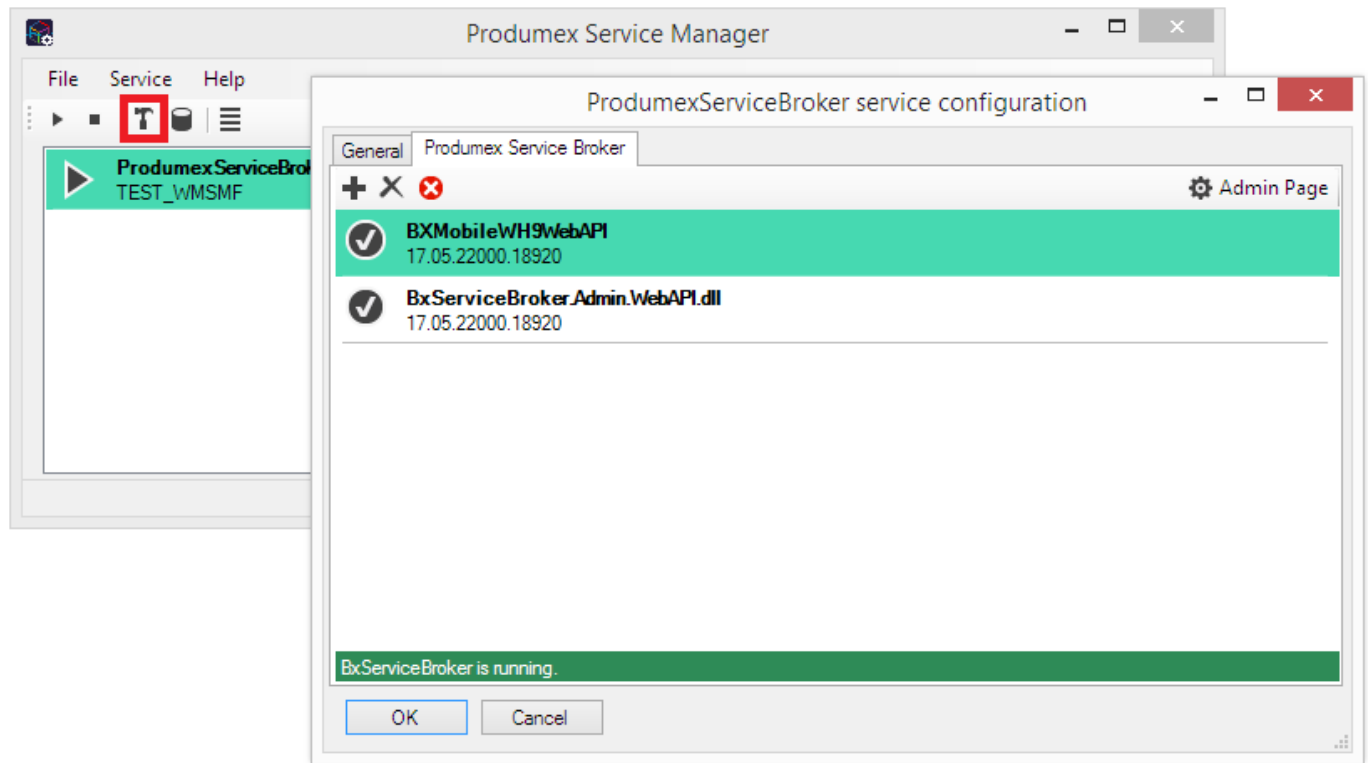 Produmex Service Manager
File Service Help
ProdumexServiceBrok
TEST_WMSMF
ProdumexServiceBroker service configuration
General Produmex Service Broker
Admin Page
BXMobileWH9WebAPI
17.05.22000.18920
BxServiceBroker.Admin.WebAPI.dll
17.05.22000.18920
BxServiceBroker is running.
OK Cancel